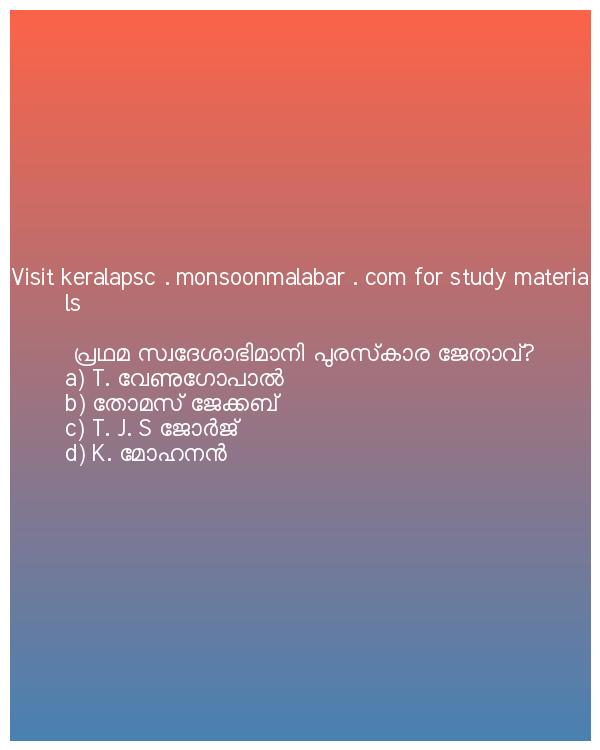 Visit keralapsc . monsoonmalabar . com for study materia
ls
പ്രഥമ സ്വദേശാഭിമാനി പുരസ്കാര ജേതാവ്?
a) T. വേണുഗോപാൽ
b) തോമസ് ജേക്കബ്
c) T. J. S ജോർജ്
d) K. മോഹനൻ